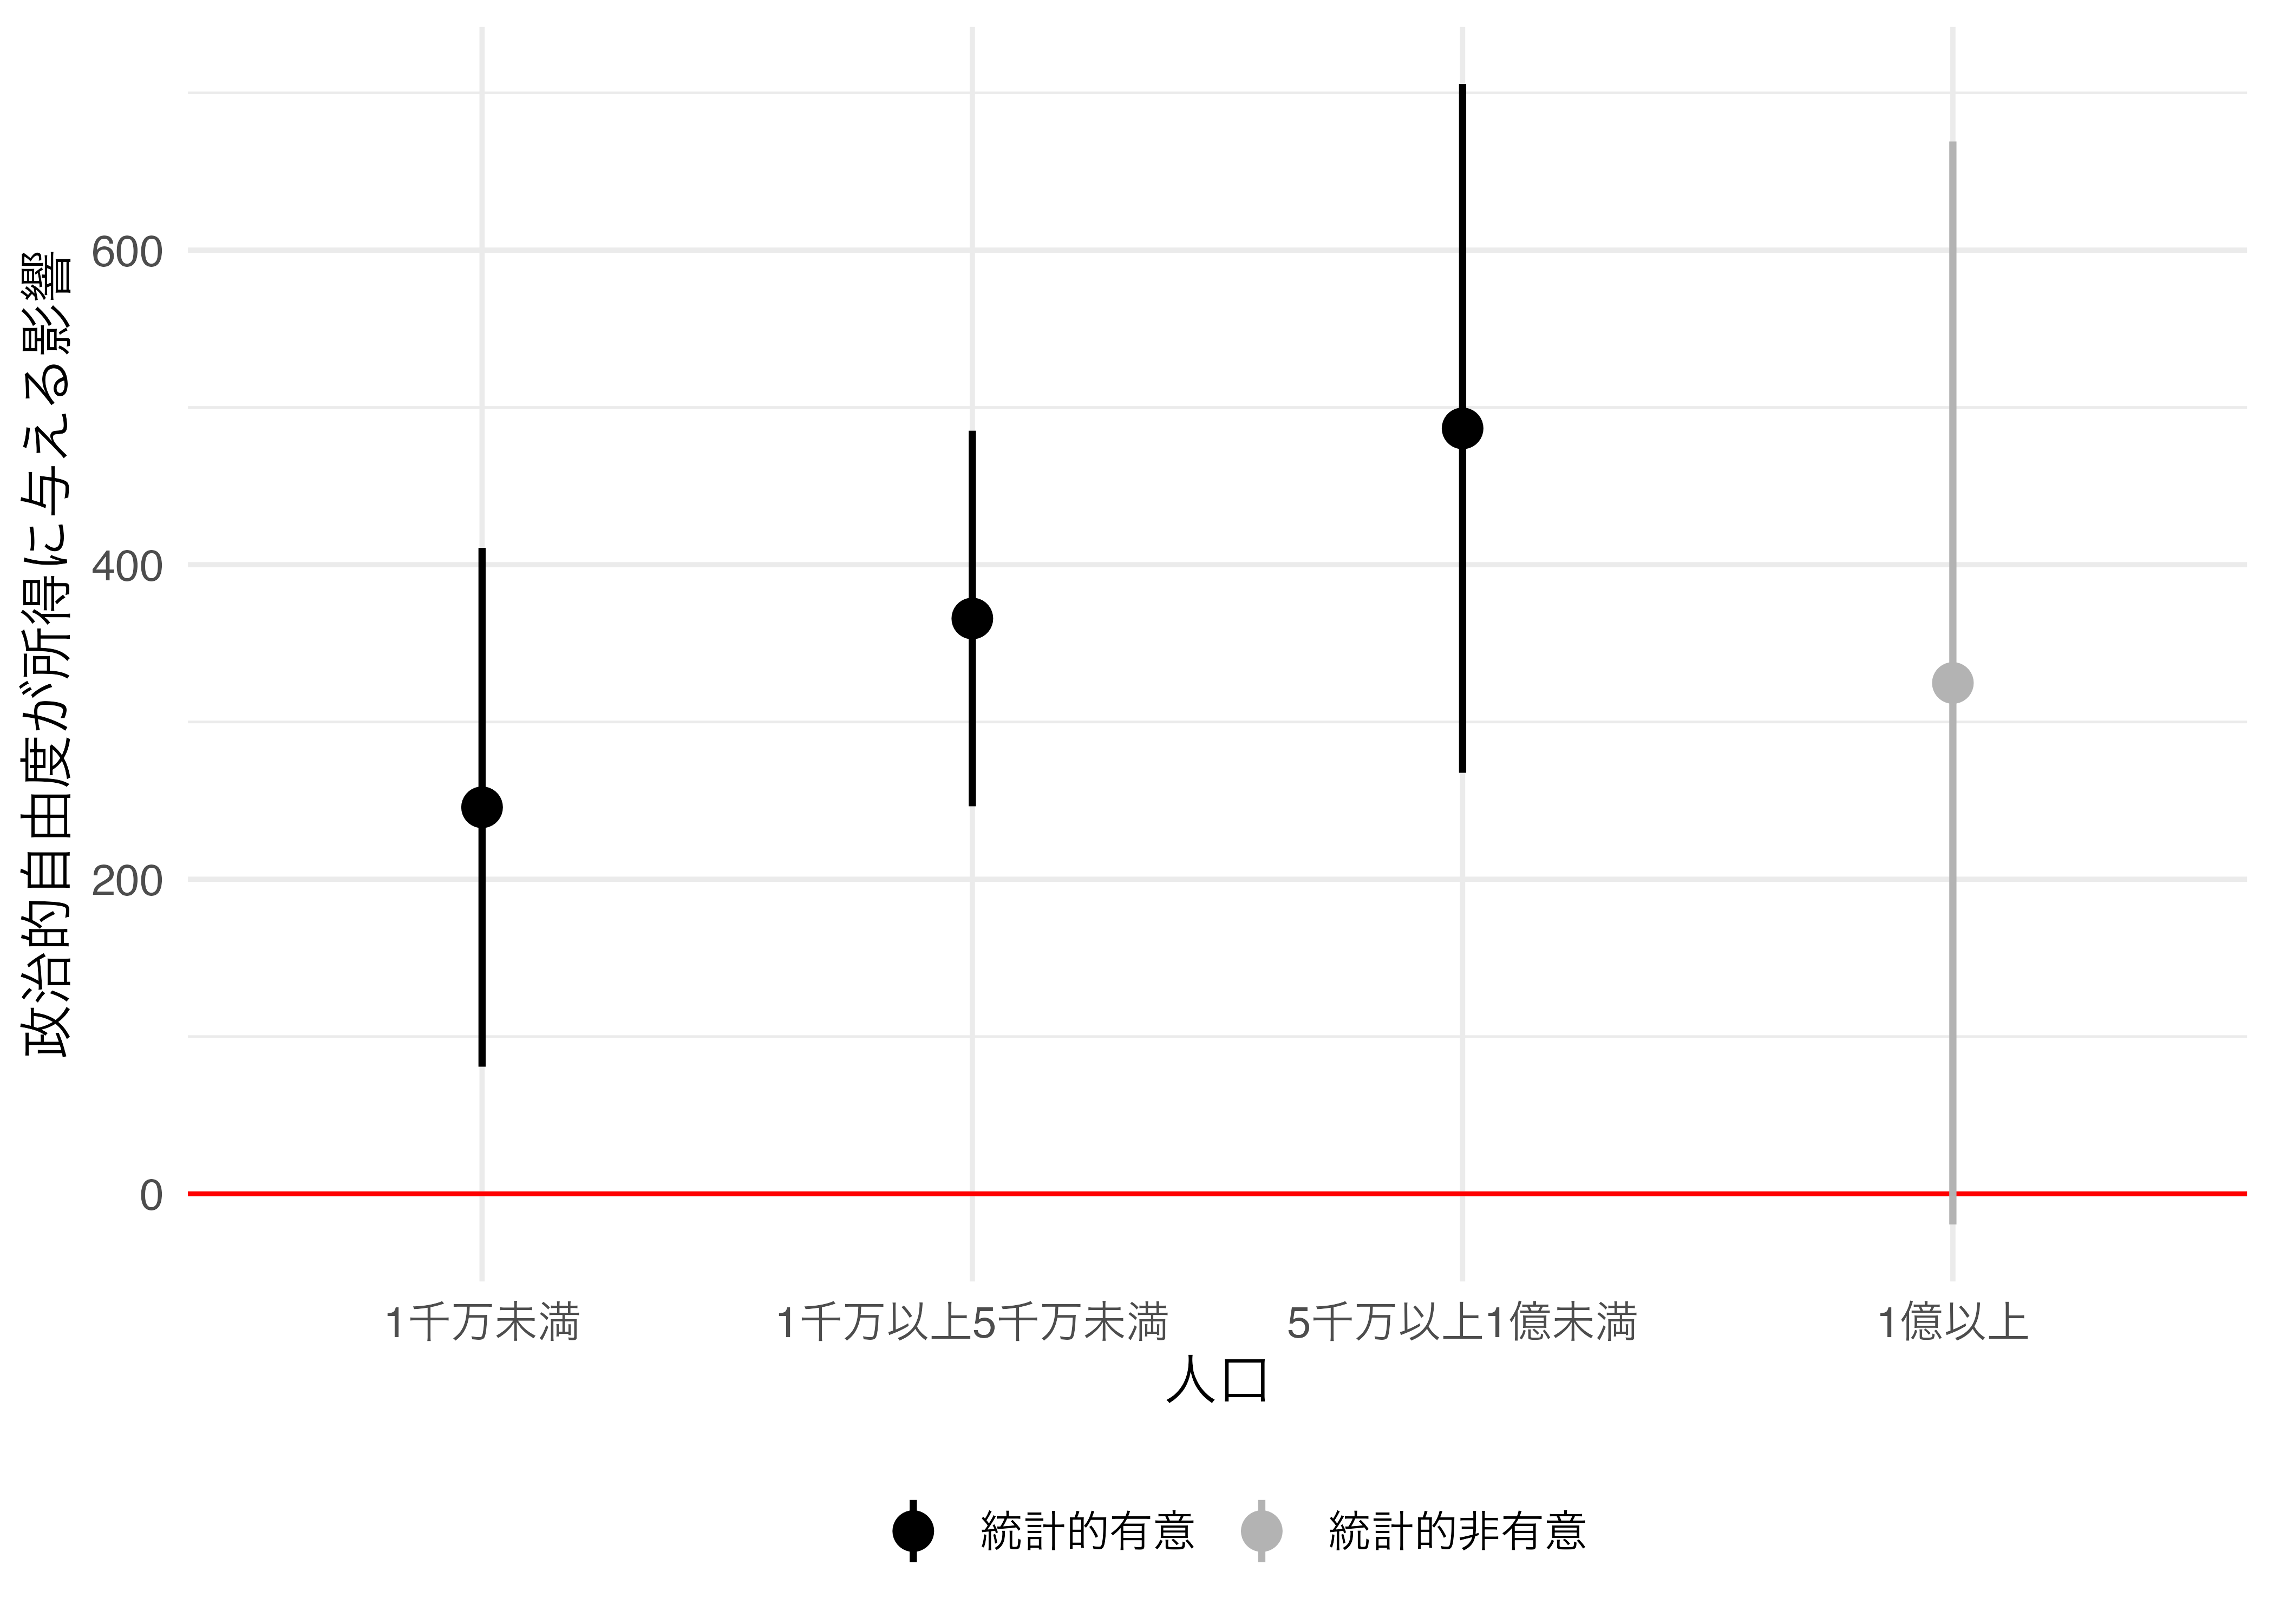 政治的自由度が所得に与える影響
600
400
200
0
1千万未満 1千万以上5千万未満 5千万以上1億未満 1億以上
人口
統計的有意 統計的非有意